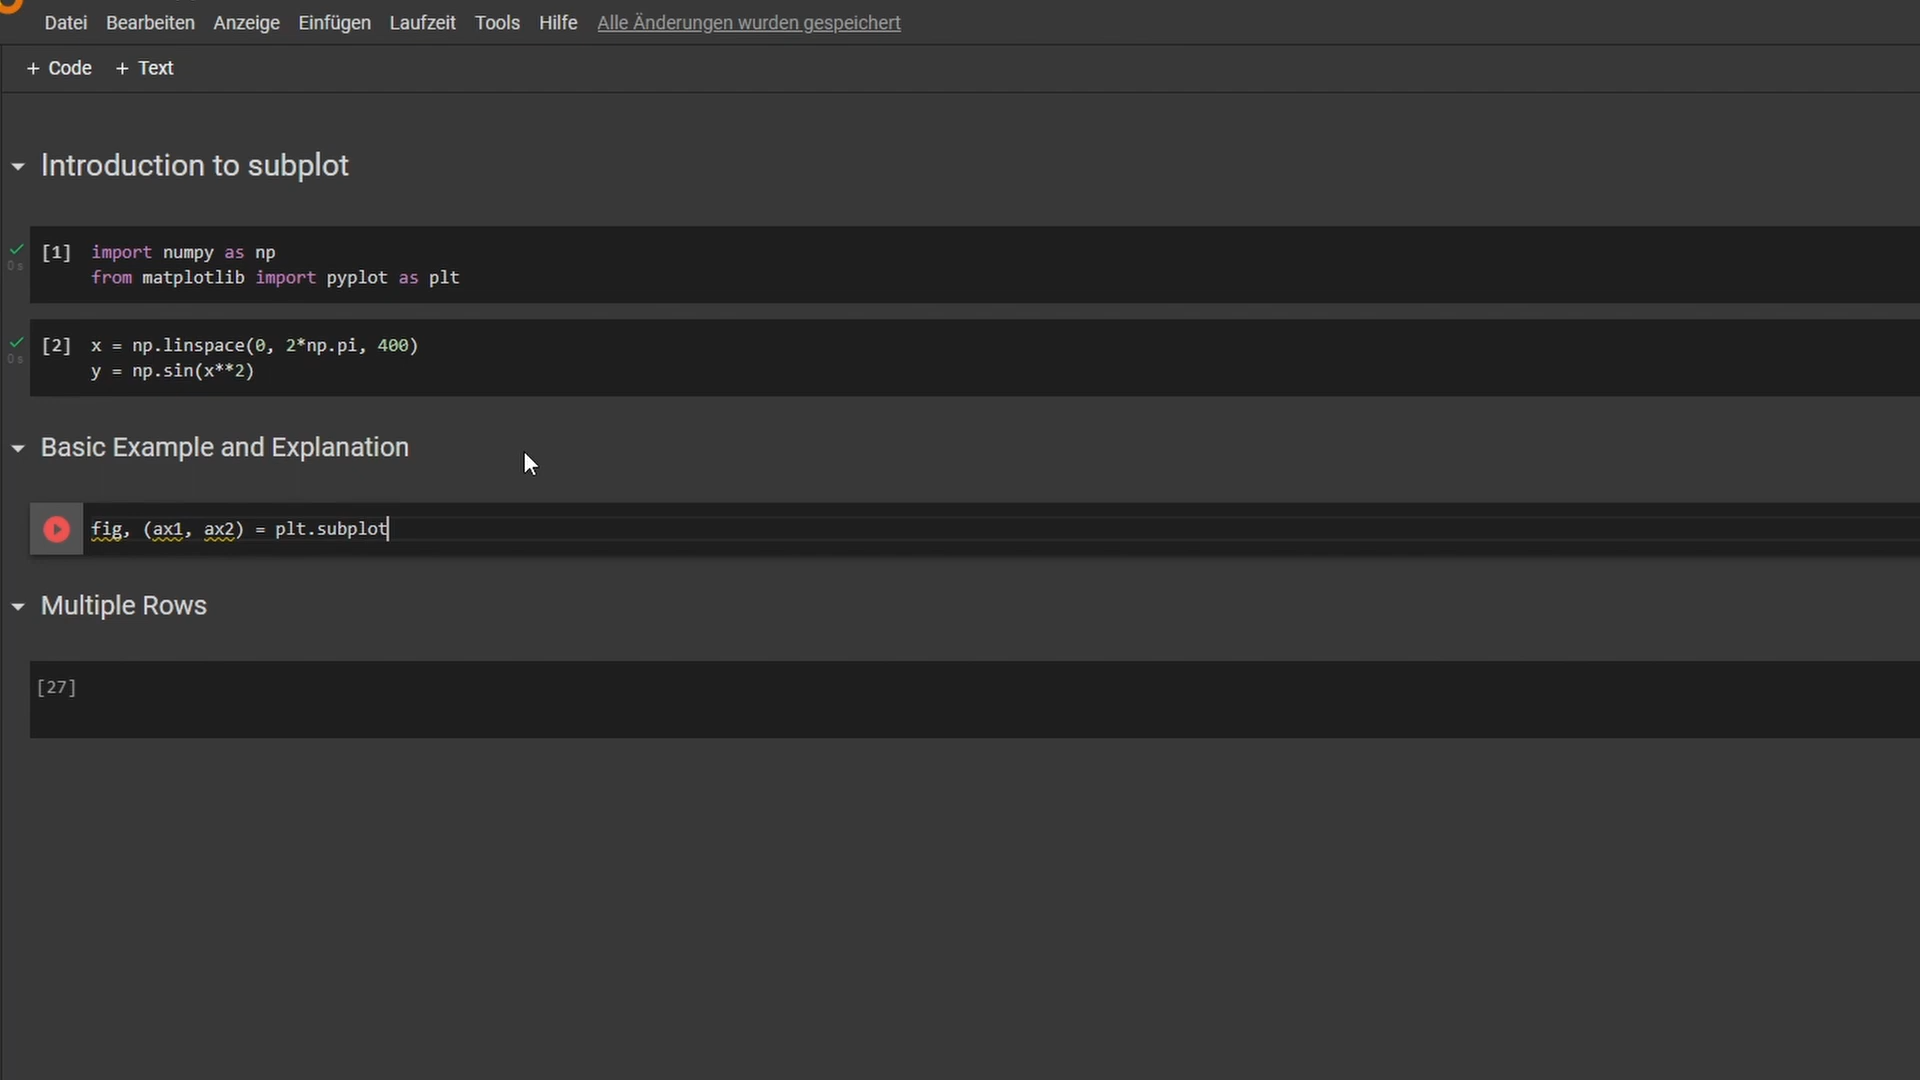 Datei Bearbeiten Anzeige Einfügen Laufzeit Tools Hilfe Alle Änderungen wurden gespeichert
+ Code + Text
Introduction to subplot
[1] import numpy as np
0 s
from matplotlib import pyplot as plt
[2] x = np.linspace(0, 2*np.pi, 400)
0 s
y = np.sin(x**2)
Basic Example and Explanation
fig, (ax1, ax2) = plt.subplot
Multiple Rows
[27]